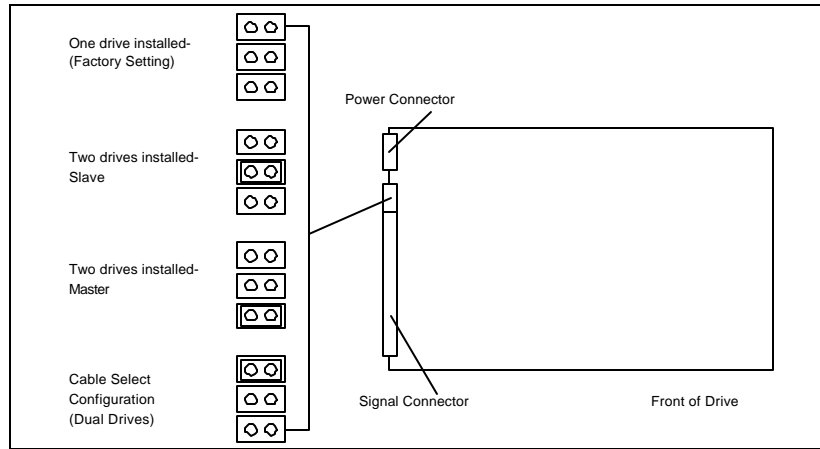 One drive installed-
(Factory Setting)
Power Connector
Two drives installed-
Slave
Two drives installed-
Master
Cable Select
Configuration
(Dual Drives)
Signal Connector
Front of Drive